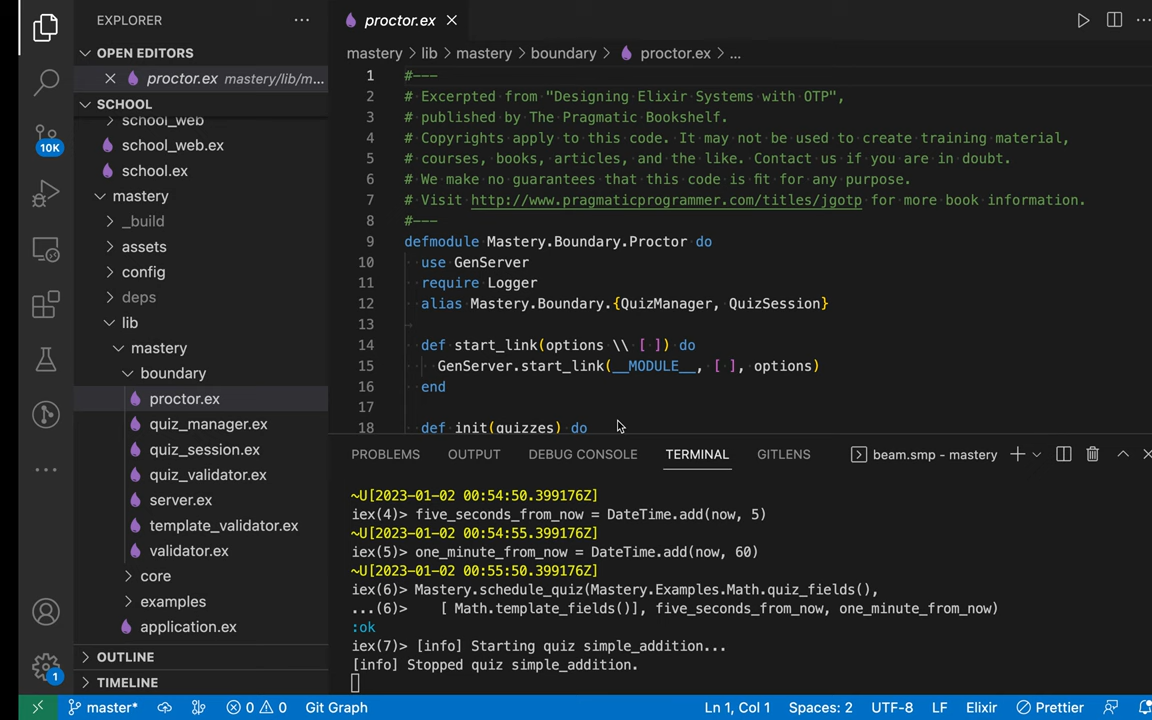 EXPLORER
OPEN EDITORS
proctor.ex mastery/lib/m...
SCHOOL
school_web
school_web.ex
school.ex
mastery
_build
assets
config
deps
lib
mastery
boundary
proctor.ex
quiz_manager.ex
quiz_session.ex
quiz_validator.ex
server.ex
template_validator.ex
validator.ex
core
examples
application.ex
OUTLINE
TIMELINE
10K
1
proctor.ex
mastery > lib > mastery > boundary > proctor.ex > ...
1 #---
2 # Excerpted from "Designing Elixir Systems with OTP",
3 # published by The Pragmatic Bookshelf.
4 # Copyrights apply to this code. It may not be used to create training material,
5 # courses, books, articles, and the like. Contact us if you are in doubt.
6 # We make no guarantees that this code is fit for any purpose.
7 # Visit http://www.pragmaticprogrammer.com/titles/jgotp for more book information.
8 #---
9 defmodule Mastery.Boundary.Proctor do
10 use GenServer
11 require Logger
12 alias Mastery.Boundary.{QuizManager, QuizSession}
13
14 def start_link(options \\ [ ]) do
15 GenServer.start_link(__MODULE__, [ ], options)
16 end
17
18 def init(quizzes) do
PROBLEMS OUTPUT DEBUG CONSOLE TERMINAL GITLENS beam.smp - mastery
~U[2023-01-02 00:54:50.399176Z]
iex(4)> five_seconds_from_now = DateTime.add(now, 5)
~U[2023-01-02 00:54:55.399176Z]
iex(5)> one_minute_from_now = DateTime.add(now, 60)
~U[2023-01-02 00:55:50.399176Z]
iex(6)> Mastery.schedule_quiz(Mastery.Examples.Math.quiz_fields(),
...(6)> [ Math.template_fields()], five_seconds_from_now, one_minute_from_now)
:ok
iex(7)> [info] Starting quiz simple_addition...
[info] Stopped quiz simple_addition.
master* 0 0 Git Graph Ln 1, Col 1 Spaces: 2 UTF-8 LF Elixir Prettier